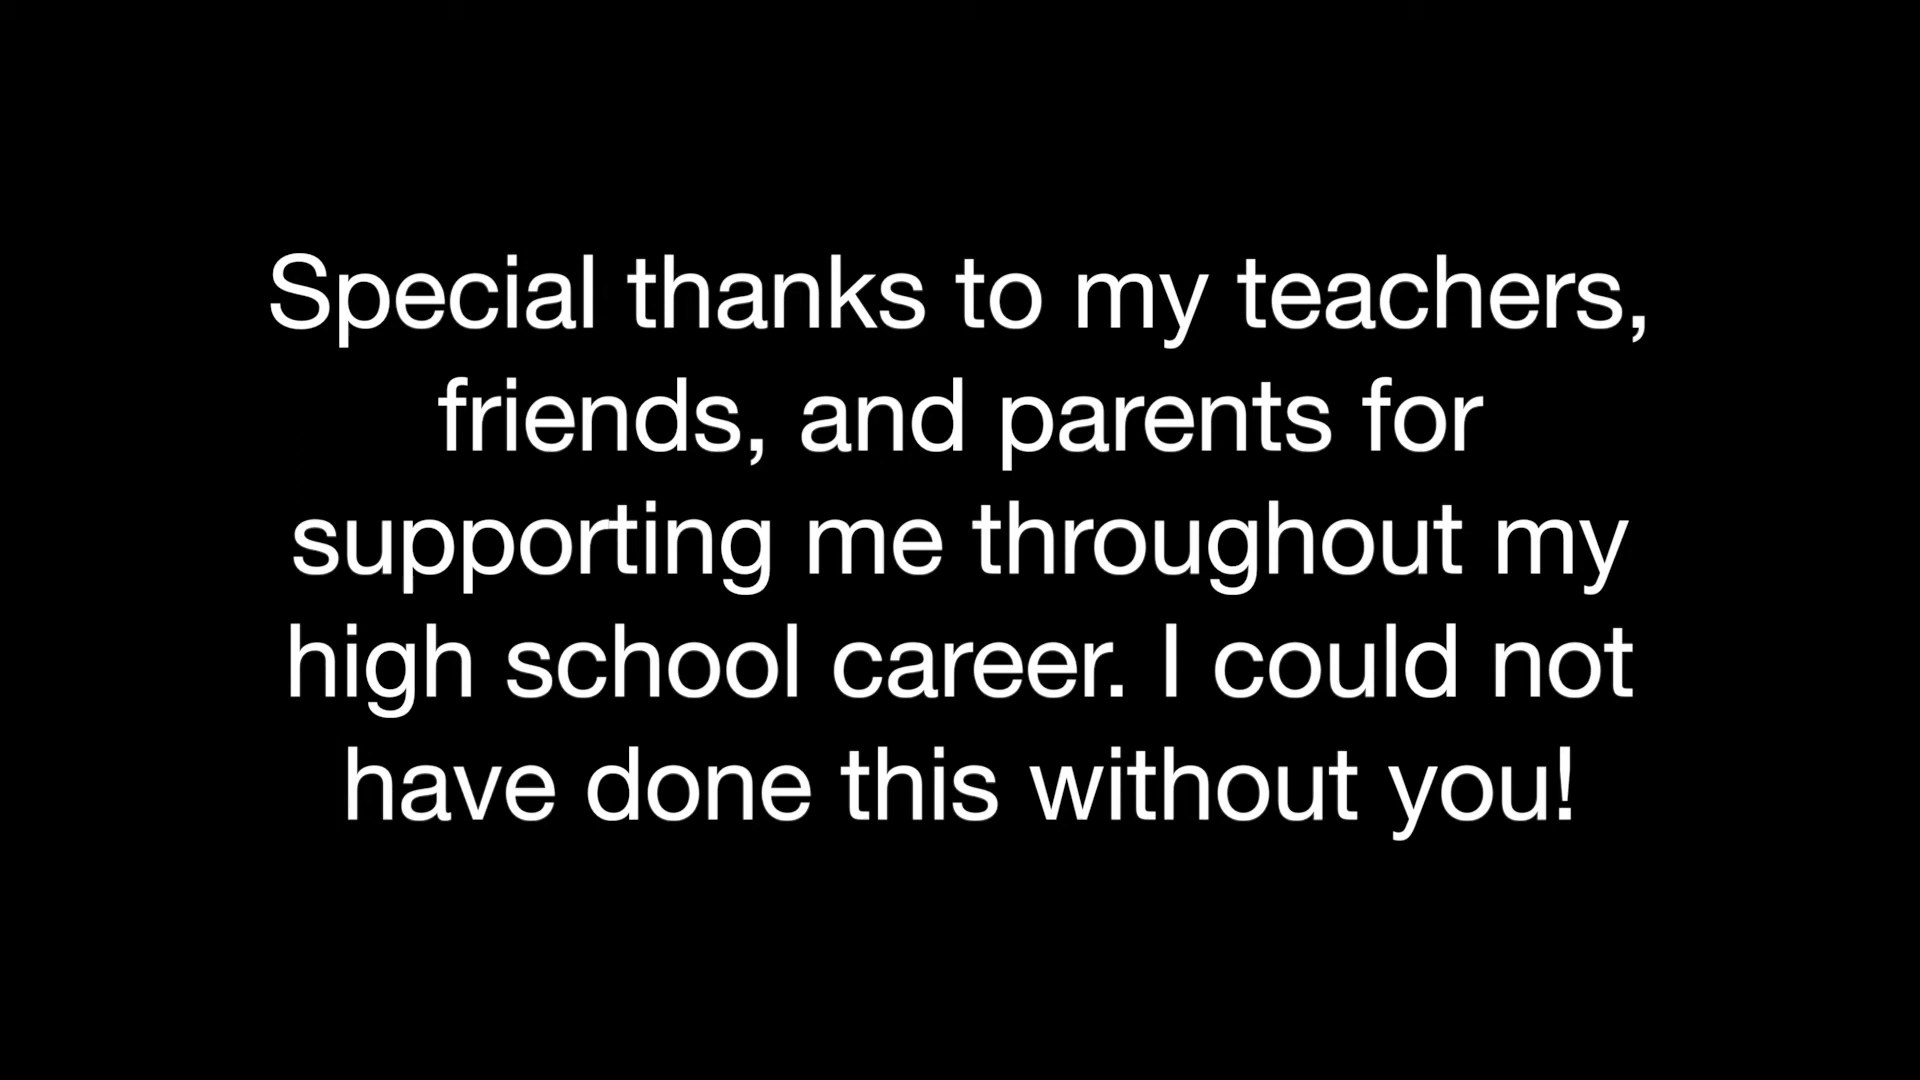 Special thanks to my teachers,
friends, and parents for
supporting me throughout my
high school career. I could not
have done this without you!